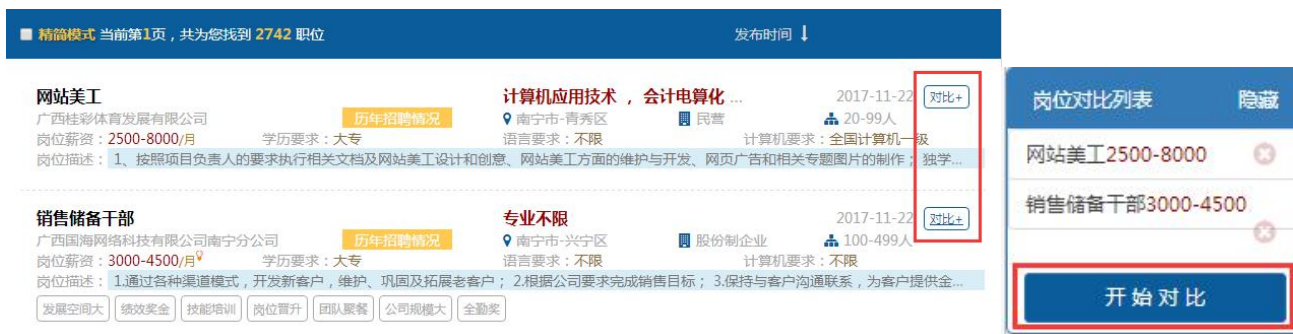 精简模式 当前第1页，共为您找到 2742 职位 发布时间
网站美工 计算机应用技术 ， 会计电算化 ... 2017-11-22 对比+
广西桂彩体育发展有限公司 历年招聘情况 南宁市-青秀区 民营 20-99人
岗位薪资：2500-8000/月 学历要求：大专 语言要求：不限 计算机要求：全国计算机一级
岗位描述： 1、按照项目负责人的要求执行相关文档及网站美工设计和创意、网站美工方面的维护与开发、网页广告和相关专题图片的制作； 独学...
销售储备干部 专业不限 2017-11-22 对比+
广西国海网络科技有限公司南宁分公司 历年招聘情况 南宁市-兴宁区 股份制企业 100-499人
岗位薪资：3000-4500/月 学历要求：大专 语言要求：不限 计算机要求：不限
岗位描述： 1.通过各种渠道模式，开发新客户，维护、巩固及拓展老客户； 2.根据公司要求完成销售目标； 3.保持与客户沟通联系，为客户提供金...
发展空间大 绩效奖金 技能培训 岗位晋升 团队聚餐 公司规模大 全勤奖
岗位对比列表 隐藏
网站美工2500-8000
销售储备干部3000-4500
开始对比